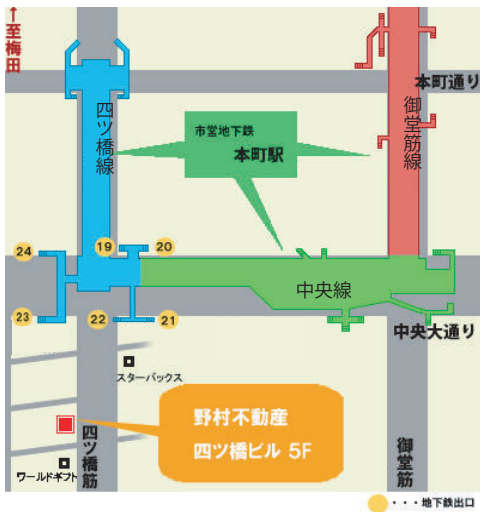 ↑至梅田
本町通り
四ツ橋線
御堂筋線
市営地下鉄
本町駅
24
19
20
中央線
23
22
21
中央大通り
スターバックス
野村不動産
四ツ橋ビル 5F
四ツ橋筋
御堂筋
ワールドギフト
・・・地下鉄出口